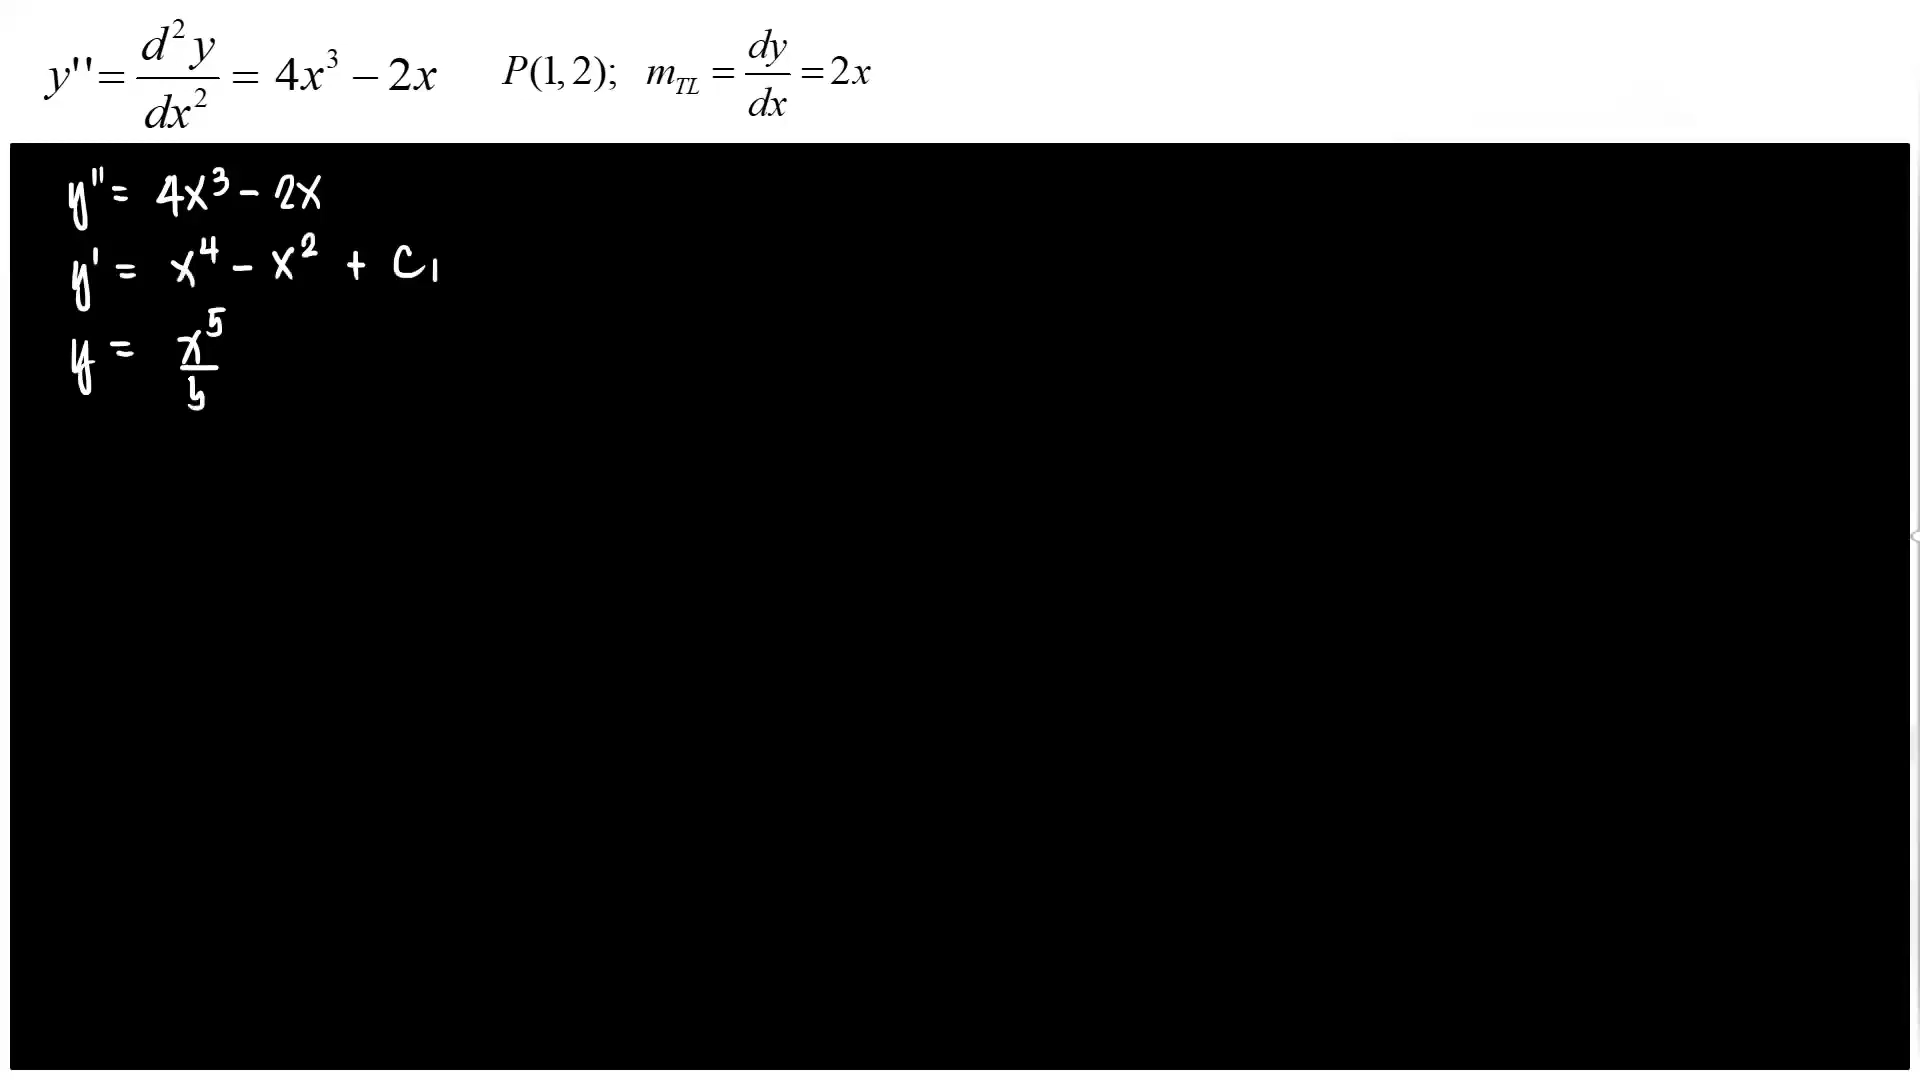 y'' = d²y/dx² = 4x³ − 2x P(1, 2); m_TL = dy/dx = 2x
y'' = 4x³ − 2x
y' = x⁴ − x² + C₁
y = x⁵/5